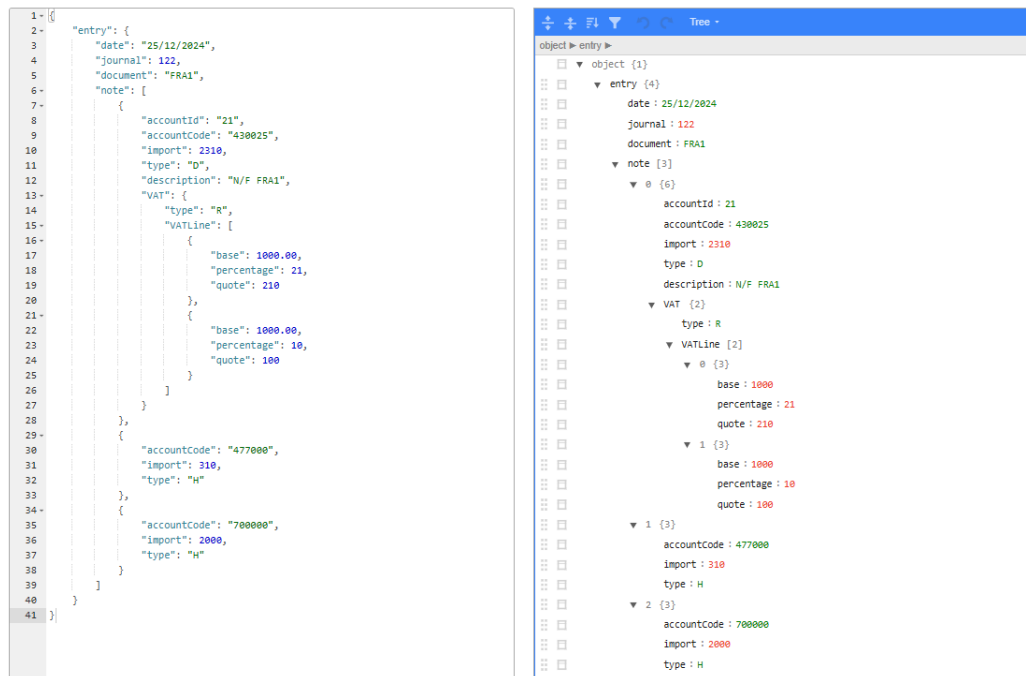 1 {
2     "entry": {
3         "date": "25/12/2024",
4         "journal": 122,
5         "document": "FRA1",
6         "note": [
7             {
8                 "accountId": "21",
9                 "accountCode": "430025",
10                 "import": 2310,
11                 "type": "D",
12                 "description": "N/F FRA1",
13                 "VAT": {
14                     "type": "R",
15                     "VATLine": [
16                         {
17                             "base": 1000.00,
18                             "percentage": 21,
19                             "quote": 210
20                         },
21                         {
22                             "base": 1000.00,
23                             "percentage": 10,
24                             "quote": 100
25                         }
26                     ]
27                 }
28             },
29             {
30                 "accountCode": "477000",
31                 "import": 310,
32                 "type": "H"
33             },
34             {
35                 "accountCode": "700000",
36                 "import": 2000,
37                 "type": "H"
38             }
39         ]
40     }
41 }
Tree
object ► entry ►
object {1}
entry {4}
date : 25/12/2024
journal : 122
document : FRA1
note [3]
0 {6}
accountId : 21
accountCode : 430025
import : 2310
type : D
description : N/F FRA1
VAT {2}
type : R
VATLine [2]
0 {3}
base : 1000
percentage : 21
quote : 210
1 {3}
base : 1000
percentage : 10
quote : 100
1 {3}
accountCode : 477000
import : 310
type : H
2 {3}
accountCode : 700000
import : 2000
type : H